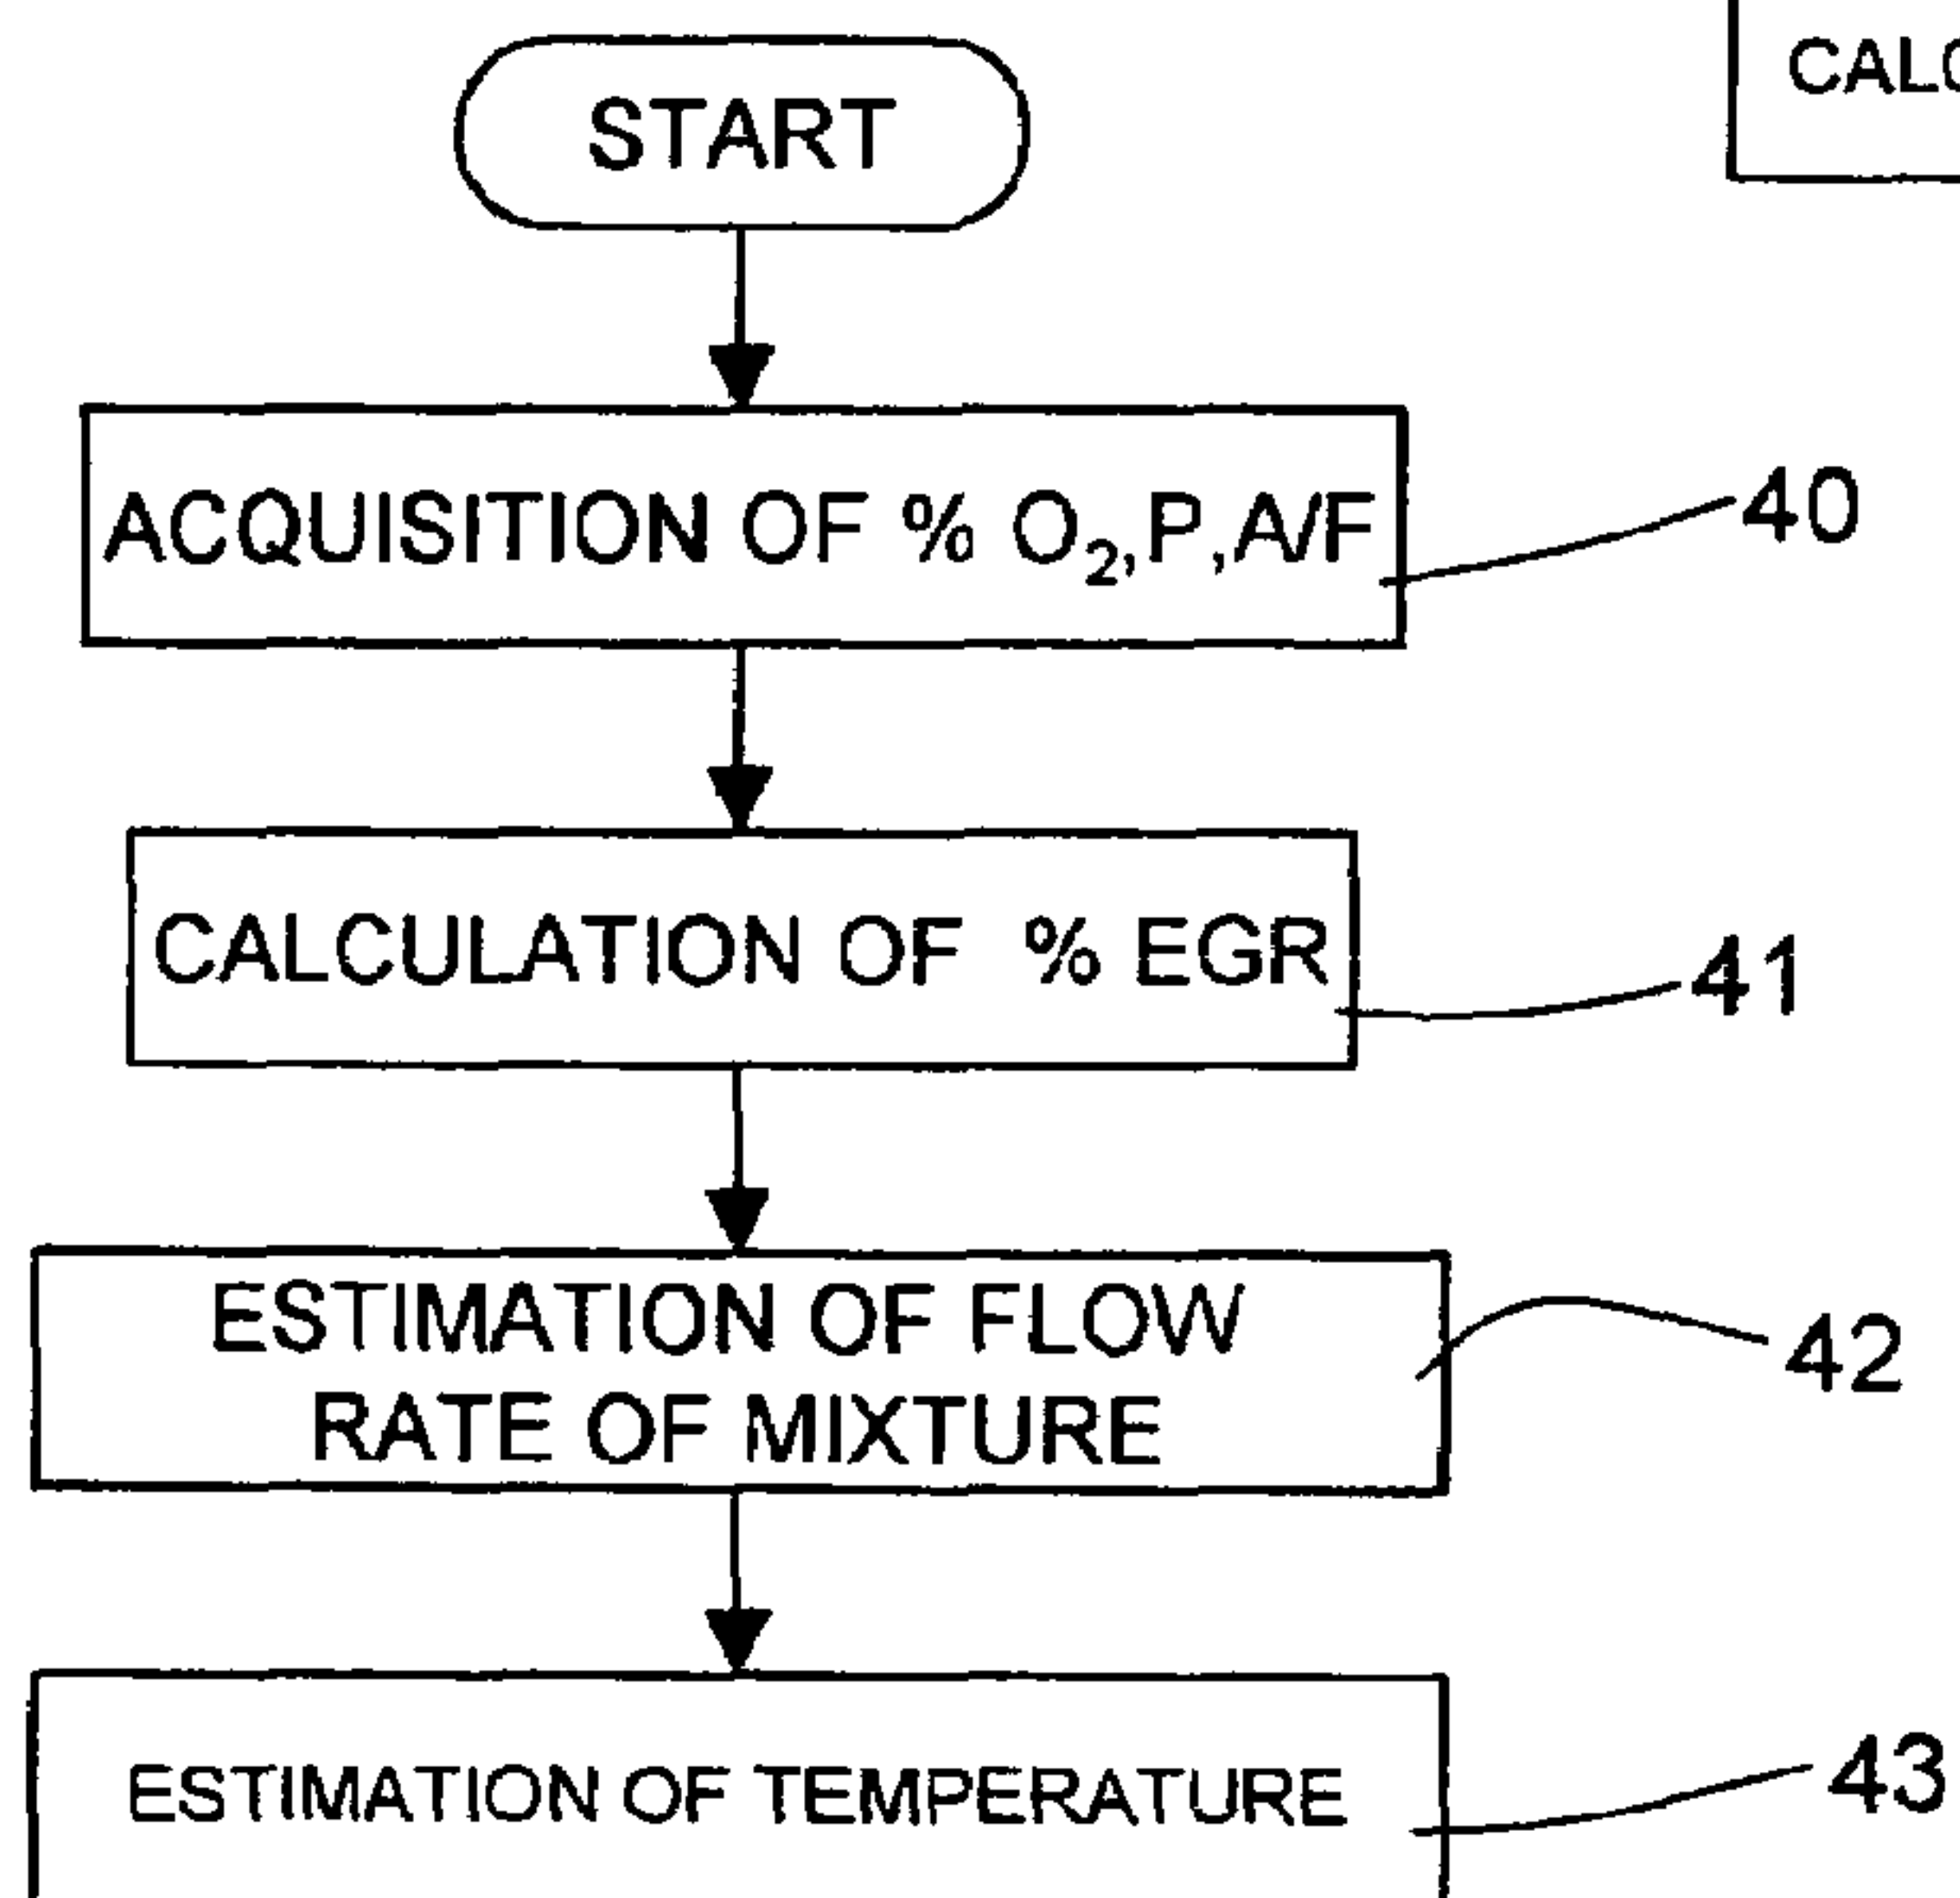 START
ACQUISITION OF % O₂,P,A/F
40
CALCULATION OF % EGR
41
ESTIMATION OF FLOW
RATE OF MIXTURE
42
ESTIMATION OF TEMPERATURE
43